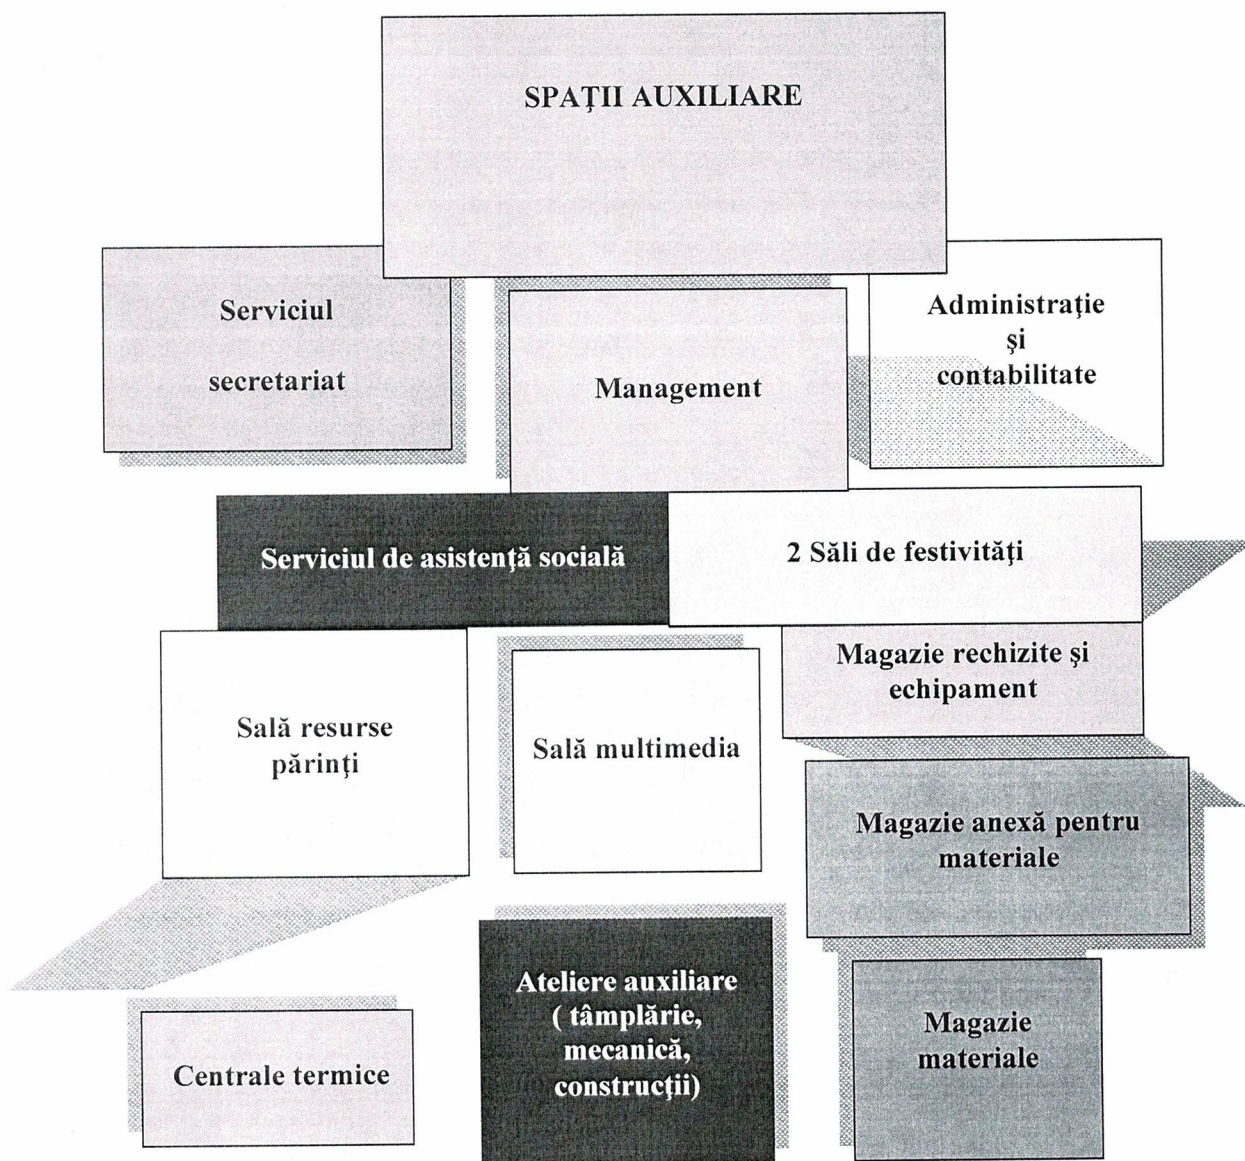 SPAŢII AUXILIARE
Serviciul
secretariat
Management
Administraţie
şi
contabilitate
Serviciul de asistenţă socială
2 Săli de festivităţi
Sală resurse
părinţi
Sală multimedia
Magazie rechizite şi
echipament
Magazie anexă pentru
materiale
Centrale termice
Ateliere auxiliare
( tâmplărie,
mecanică,
construcţii)
Magazie
materiale